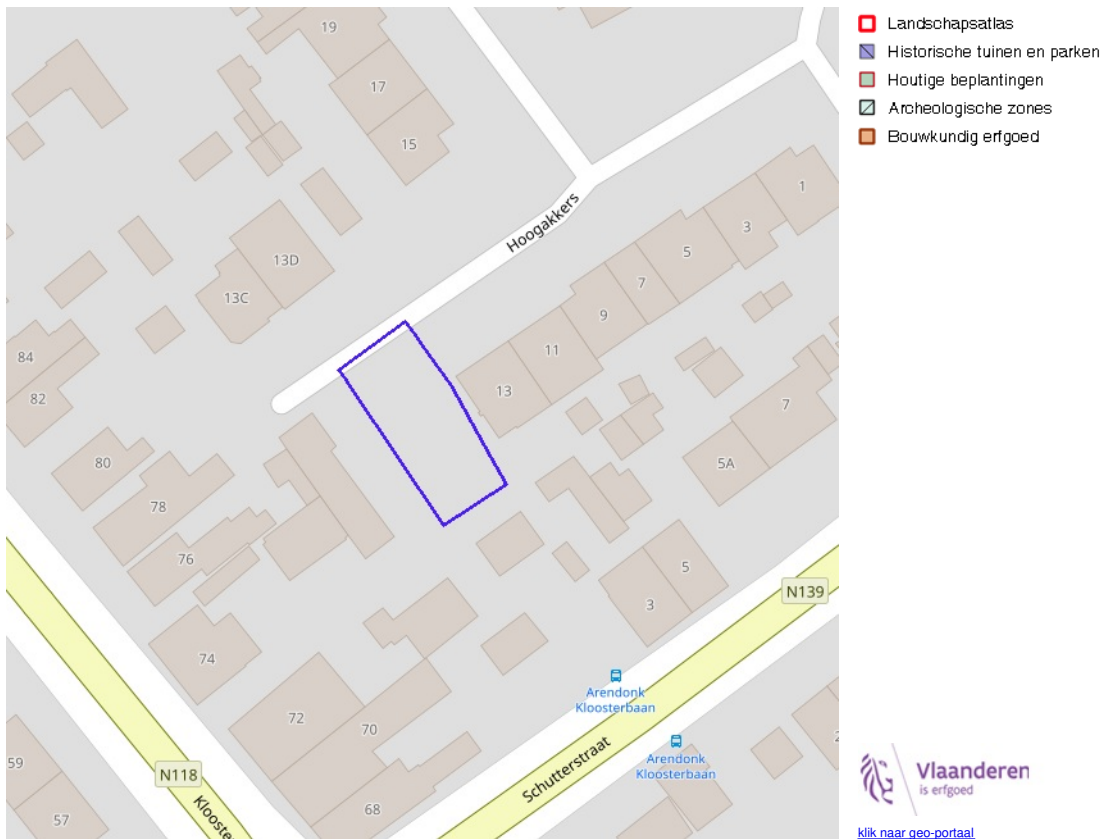 Landschapsatlas
Historische tuinen en parken
Houtige beplantingen
Archeologische zones
Bouwkundig erfgoed
19
17
15
1
3
5
7
9
11
13
Hoogakkers
13D
13C
84
82
80
78
76
74
72
70
68
7
5A
5
3
N139
Arendonk
Kloosterbaan
Arendonk
Kloosterbaan
Schutterstraat
N118
Klooste
59
57
2
Vlaanderen
is erfgoed
klik naar geo-portaal